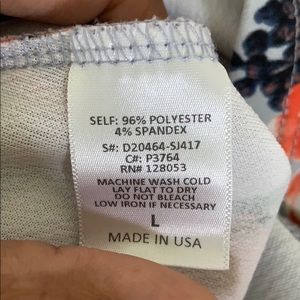 SELF: 96% POLYESTER
4% SPANDEX
S#: D20464-SJ417
C#: P3764
RN# 128053
MACHINE WASH COLD
LAY FLAT TO DRY
DO NOT BLEACH
LOW IRON IF NECESSARY
L
MADE IN USA